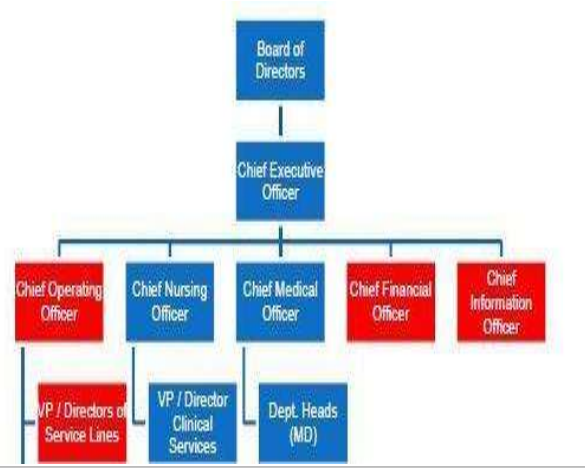 Board of
Directors
Chief Executive
Officer
Chief Operating
Officer
Chief Nursing
Officer
Chief Medical
Officer
Chief Financial
Officer
Chief
Information
Officer
VP / Directors of
Service Lines
VP / Director
Clinical
Services
Dept. Heads
(MD)